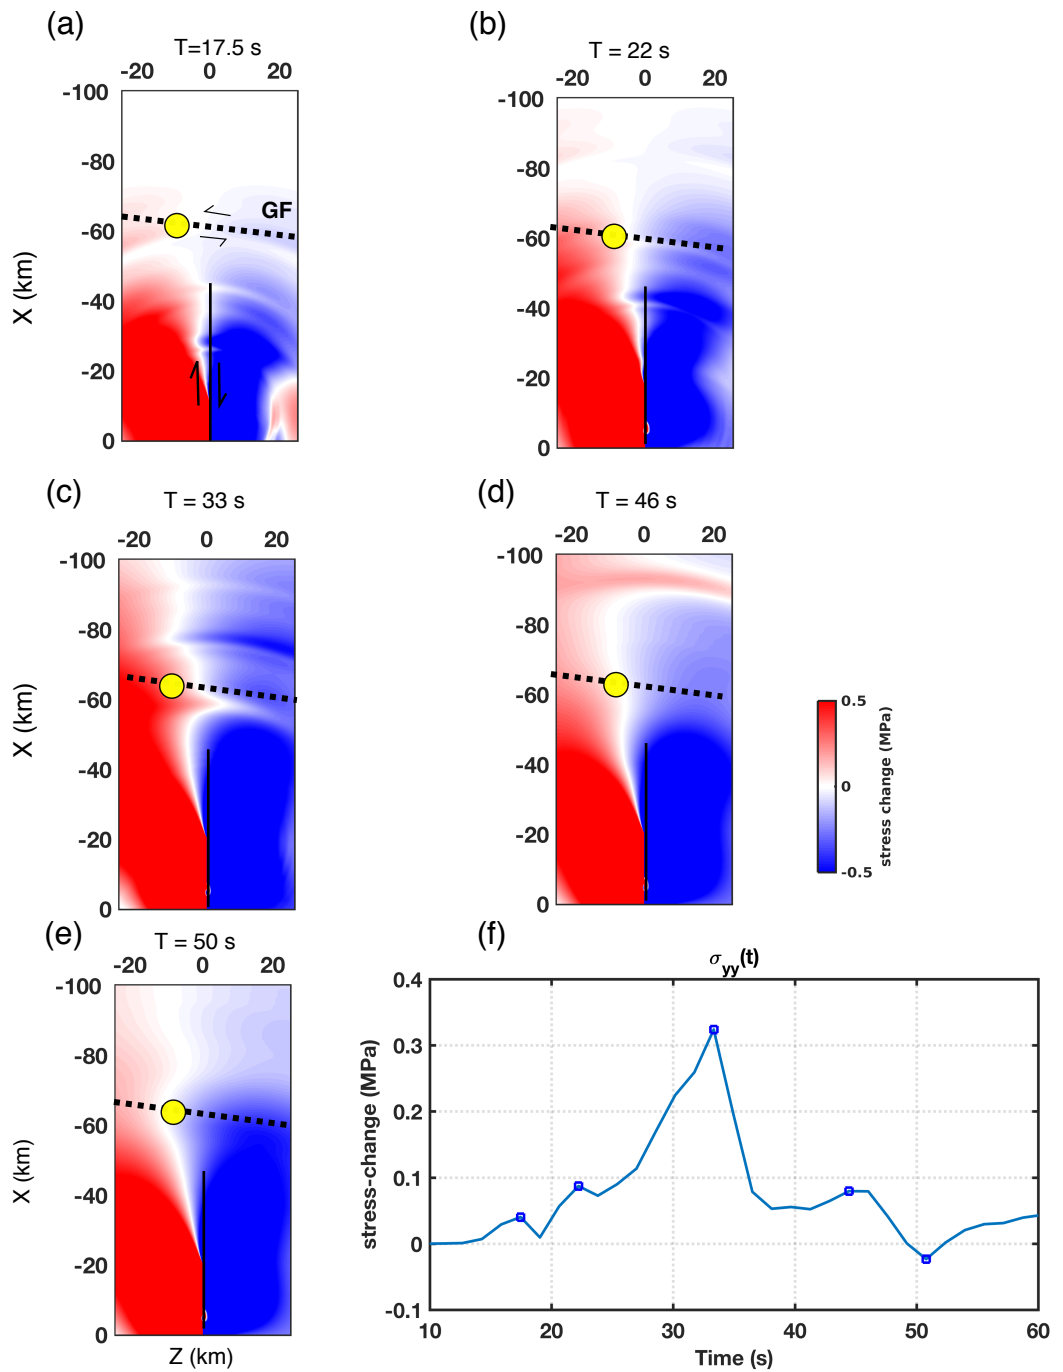 (a)
T=17.5 s
-20 0 20
-100
-80
-60
-40
-20
0
X (km)
GF
(b)
T = 22 s
-20 0 20
-100
-80
-60
-40
-20
0
(c)
T = 33 s
-20 0 20
-100
-80
-60
-40
-20
0
X (km)
(d)
T = 46 s
-20 0 20
-100
-80
-60
-40
-20
0
0.5
0
-0.5
stress change (MPa)
(e)
T = 50 s
-20 0 20
-100
-80
-60
-40
-20
0
X (km)
Z (km)
(f)
σyy(t)
0.4
0.3
0.2
0.1
0
-0.1
stress-change (MPa)
10 20 30 40 50 60
Time (s)